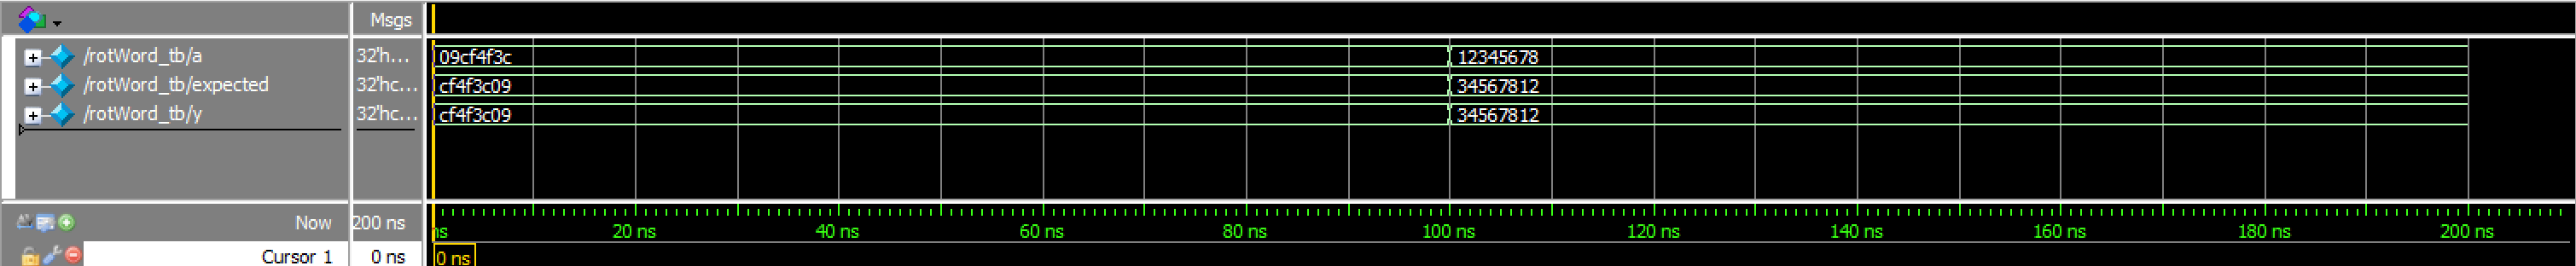 Msgs
/rotWord_tb/a 32'h... 09cf4f3c 12345678
/rotWord_tb/expected 32'hc... cf4f3c09 34567812
/rotWord_tb/y 32'hc... cf4f3c09 34567812
Now 200 ns ns 20 ns 40 ns 60 ns 80 ns 100 ns 120 ns 140 ns 160 ns 180 ns 200 ns
Cursor 1 0 ns 0 ns